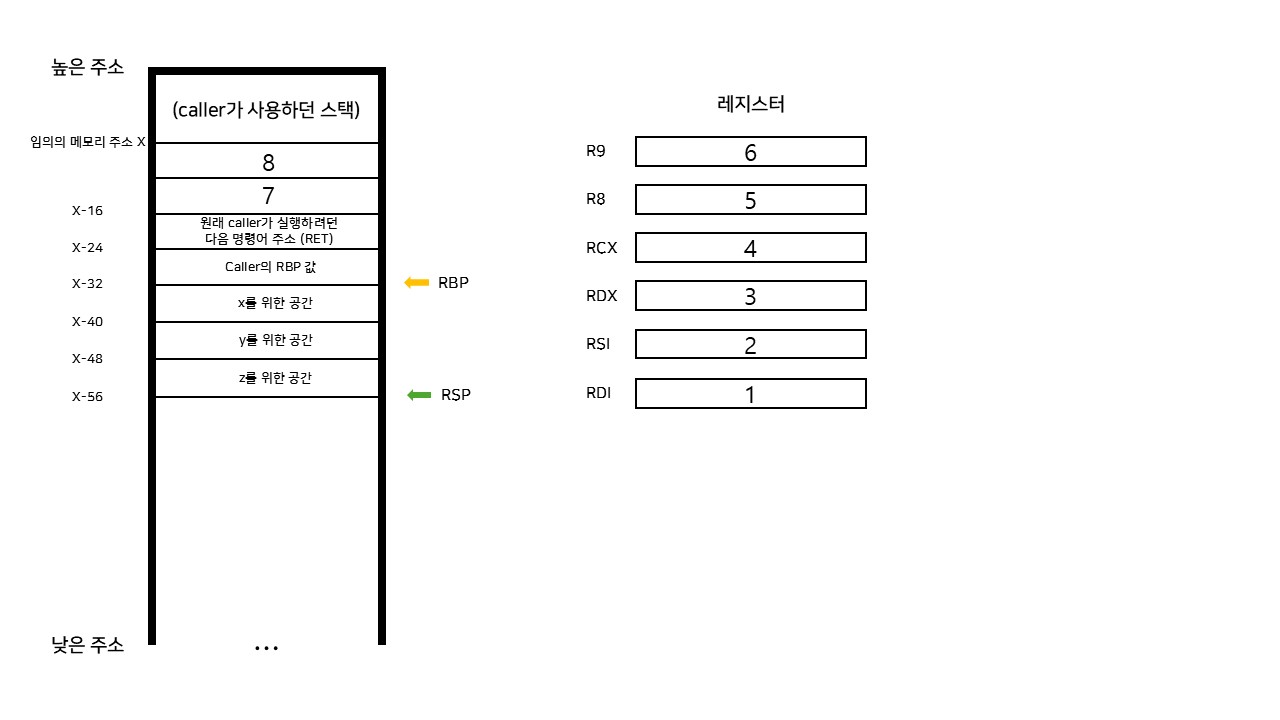 높은 주소
(caller가 사용하던 스택)
임의의 메모리 주소 X
8
7
X-16
원래 caller가 실행하려던
다음 명령어 주소 (RET)
X-24
Caller의 RBP 값
X-32
RBP
x를 위한 공간
X-40
y를 위한 공간
X-48
z를 위한 공간
X-56
RSP
낮은 주소
...
레지스터
R9
6
R8
5
RCX
4
RDX
3
RSI
2
RDI
1